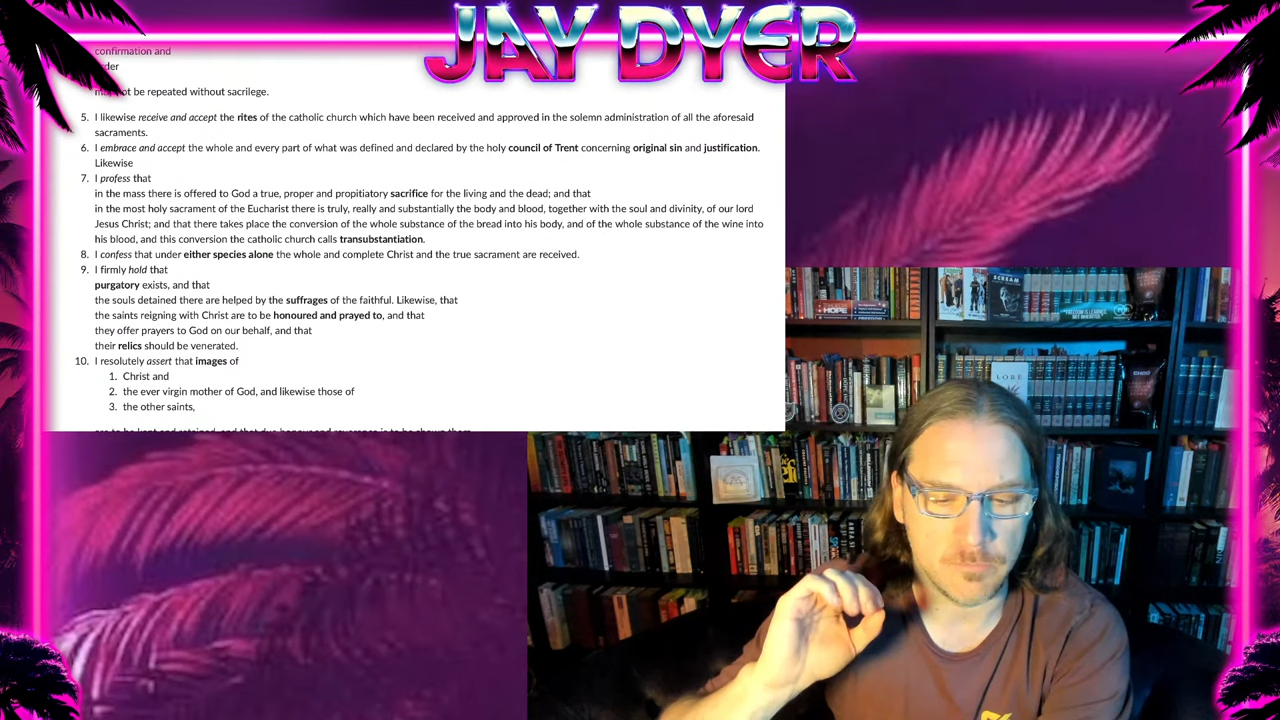 JAY DYER
confirmation and
be repeated without sacrilege.
5. I likewise receive and accept the rites of the catholic church which have been received and approved in the solemn administration of all the aforesaid
sacraments.
6. I embrace and accept the whole and every part of what was defined and declared by the holy council of Trent concerning original sin and justification.
Likewise
7. I profess that
in the mass there is offered to God a true, proper and propitiatory sacrifice for the living and the dead; and that
in the most holy sacrament of the Eucharist there is truly, really and substantially the body and blood, together with the soul and divinity, of our lord
Jesus Christ; and that there takes place the conversion of the whole substance of the bread into his body, and of the whole substance of the wine into
his blood, and this conversion the catholic church calls transubstantiation.
8. I confess that under either species alone the whole and complete Christ and the true sacrament are received.
9. I firmly hold that
purgatory exists, and that
the souls detained there are helped by the suffrages of the faithful. Likewise, that
the saints reigning with Christ are to be honoured and prayed to, and that
they offer prayers to God on our behalf, and that
their relics should be venerated.
10. I resolutely assert that images of
1. Christ and
2. the ever virgin mother of God, and likewise those of
3. the other saints,
SCREAM
HOPE